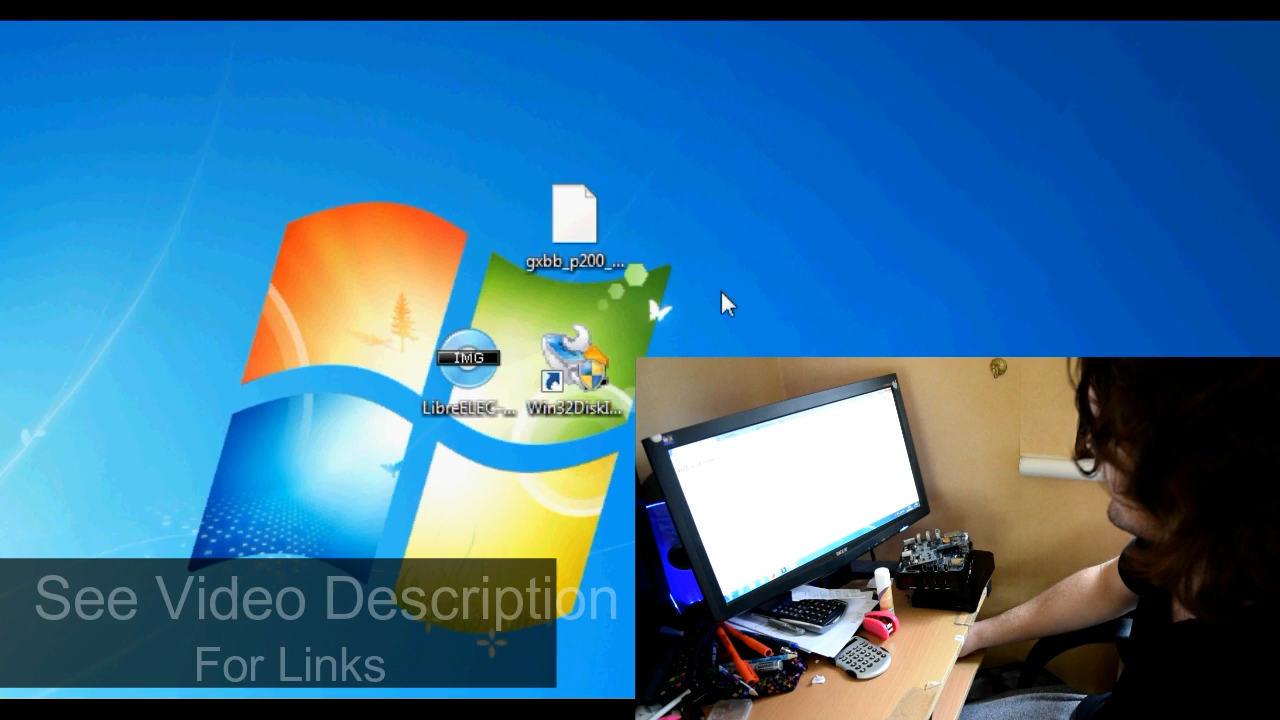 gxbb_p200_...
IMG
LibreELEC-...
Win32DiskI...
See Video Description
For Links